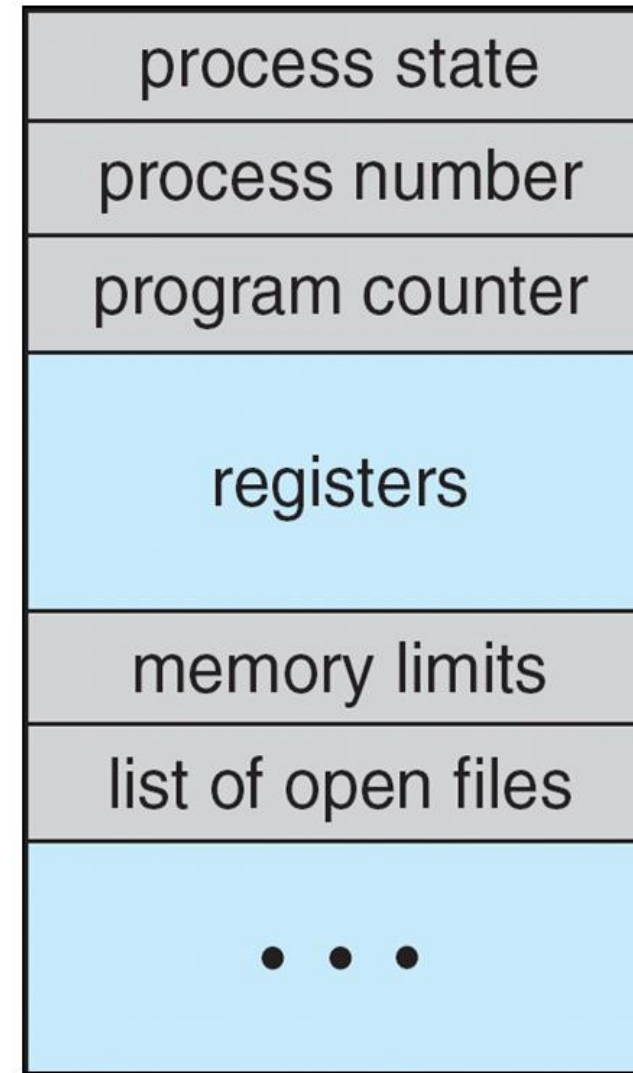 process state
process number
program counter
registers
memory limits
list of open files
• • •